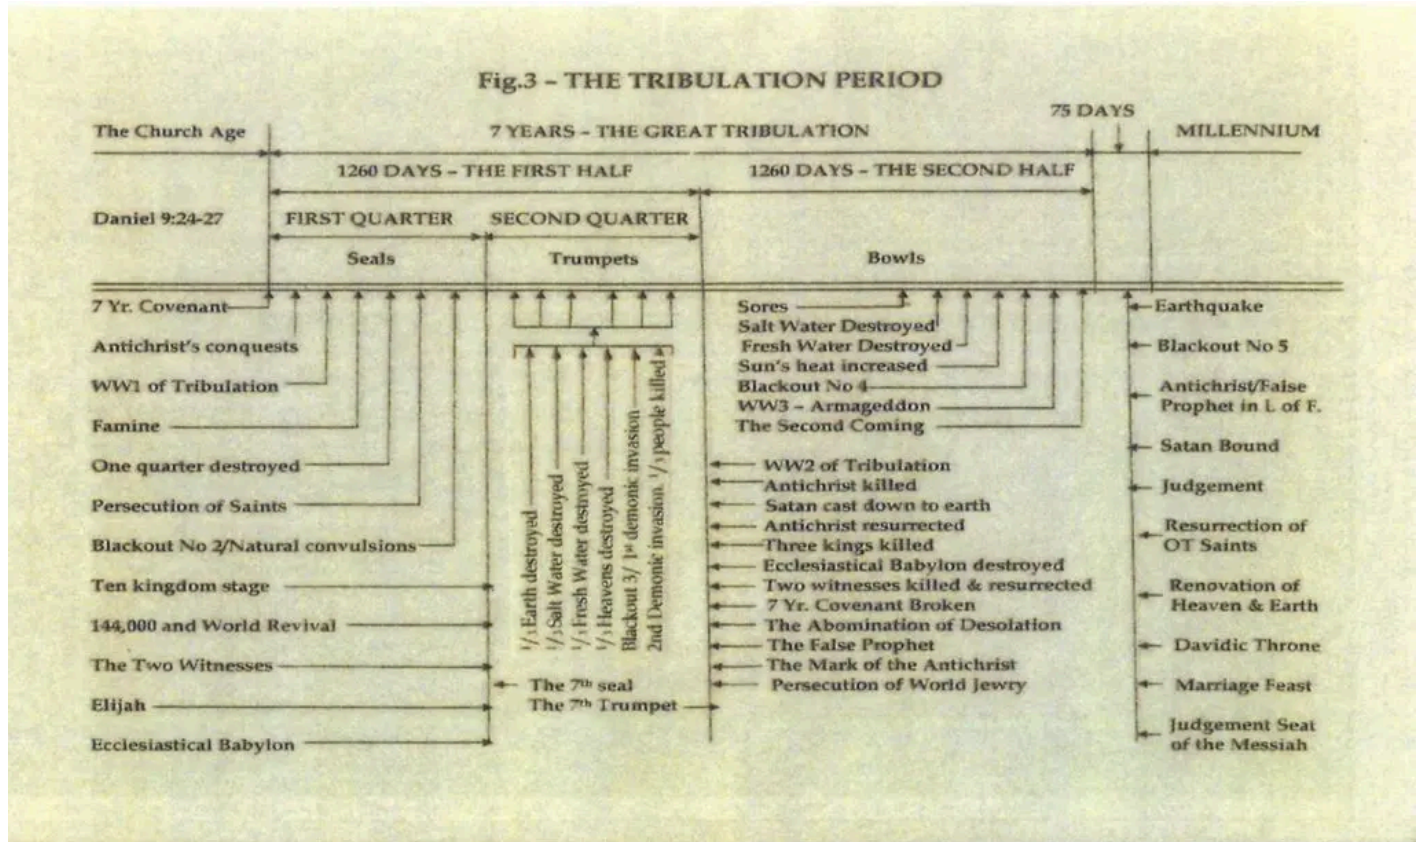 Fig.3 – THE TRIBULATION PERIOD
75 DAYS
The Church Age
7 YEARS – THE GREAT TRIBULATION
MILLENNIUM
1260 DAYS – THE FIRST HALF
1260 DAYS – THE SECOND HALF
Daniel 9:24-27
FIRST QUARTER
SECOND QUARTER
Seals
Trumpets
Bowls
7 Yr. Covenant
Antichrist's conquests
WW1 of Tribulation
Famine
One quarter destroyed
Persecution of Saints
Blackout No 2/Natural convulsions
Ten kingdom stage
144,000 and World Revival
The Two Witnesses
Elijah
Ecclesiastical Babylon
1/3 Earth destroyed
1/3 Salt Water destroyed
1/3 Fresh Water destroyed
1/3 Heavens destroyed
Blackout 3/ 1st demonic invasion
2nd Demonic invasion. 1/3 people killed
The 7th seal
The 7th Trumpet
Sores
Salt Water Destroyed
Fresh Water Destroyed
Sun's heat increased
Blackout No 4
WW3 – Armageddon
The Second Coming
WW2 of Tribulation
Antichrist killed
Satan cast down to earth
Antichrist resurrected
Three kings killed
Ecclesiastical Babylon destroyed
Two witnesses killed & resurrected
7 Yr. Covenant Broken
The Abomination of Desolation
The False Prophet
The Mark of the Antichrist
Persecution of World Jewry
Earthquake
Blackout No 5
Antichrist/False
Prophet in L of F.
Satan Bound
Judgement
Resurrection of
OT Saints
Renovation of
Heaven & Earth
Davidic Throne
Marriage Feast
Judgement Seat
of the Messiah